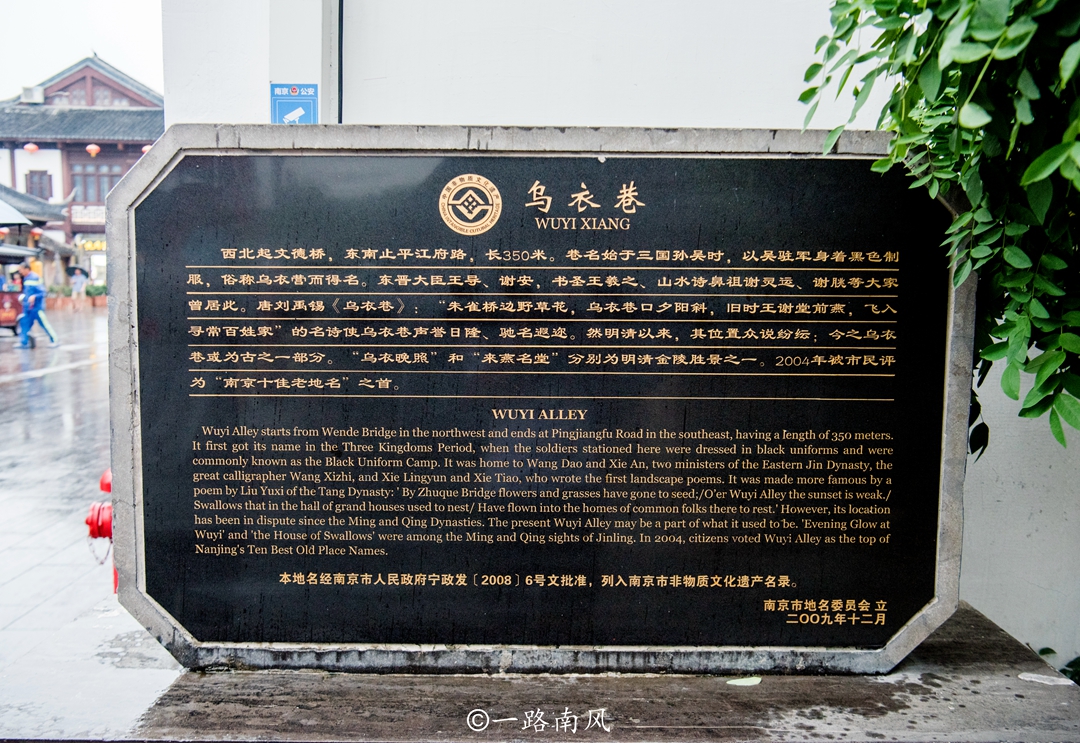 南京 公安
中国非物质文化遗产
CHINA INTANGIBLE CULTURAL HERITAGE
乌衣巷
WUYI XIANG
西北起文德桥，东南止平江府路，长350米。巷名始于三国孙吴时，以吴驻军身着黑色制
服，俗称乌衣营而得名。东晋大臣王导、谢安，书圣王羲之、山水诗鼻祖谢灵运、谢朓等大家
曾居此。唐刘禹锡《乌衣巷》：“朱雀桥边野草花，乌衣巷口夕阳斜，旧时王谢堂前燕，飞入
寻常百姓家”的名诗使乌衣巷声誉日隆、驰名遐迩。然明清以来，其位置众说纷纭；今之乌衣
巷或为古之一部分。“乌衣晚照”和“来燕名堂”分别为明清金陵胜景之一。2004年被市民评
为“南京十佳老地名”之首。
WUYI ALLEY
Wuyi Alley starts from Wende Bridge in the northwest and ends at Pingjiangfu Road in the southeast, having a length of 350 meters.
It first got its name in the Three Kingdoms Period, when the soldiers stationed here were dressed in black uniforms and were
commonly known as the Black Uniform Camp. It was home to Wang Dao and Xie An, two ministers of the Eastern Jin Dynasty, the
great calligrapher Wang Xizhi, and Xie Lingyun and Xie Tiao, who wrote the first landscape poems. It was made more famous by a
poem by Liu Yuxi of the Tang Dynasty: ' By Zhuque Bridge flowers and grasses have gone to seed;/O'er Wuyi Alley the sunset is weak./
Swallows that in the hall of grand houses used to nest/ Have flown into the homes of common folks there to rest.' However, its location
has been in dispute since the Ming and Qing Dynasties. The present Wuyi Alley may be a part of what it used to be. 'Evening Glow at
Wuyi' and 'the House of Swallows' were among the Ming and Qing sights of Jinling. In 2004, citizens voted Wuyi Alley as the top of
Nanjing's Ten Best Old Place Names.
本地名经南京市人民政府宁政发〔2008〕6号文批准，列入南京市非物质文化遗产名录。
南京市地名委员会 立
二〇〇九年十二月
©一路南风